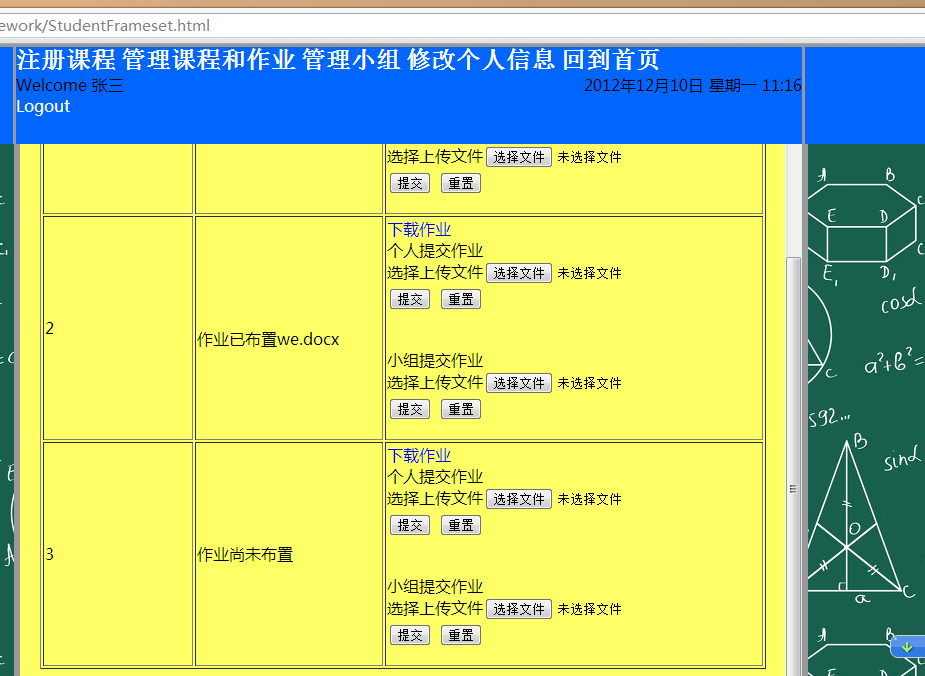 ework/StudentFrameset.html
注册课程 管理课程和作业 管理小组 修改个人信息 回到首页
Welcome 张三 2012年12月10日 星期一 11:16
Logout
选择上传文件 选择文件 未选择文件
提交 重置
下载作业
个人提交作业
选择上传文件 选择文件 未选择文件
提交 重置
2
作业已布置we.docx
小组提交作业
选择上传文件 选择文件 未选择文件
提交 重置
下载作业
个人提交作业
选择上传文件 选择文件 未选择文件
提交 重置
3
作业尚未布置
小组提交作业
选择上传文件 选择文件 未选择文件
提交 重置
A B
E D C
E₁ D₁ C
cosα
a²+b²=
C
592...
B
sinα
O
C
a
A B
E D C